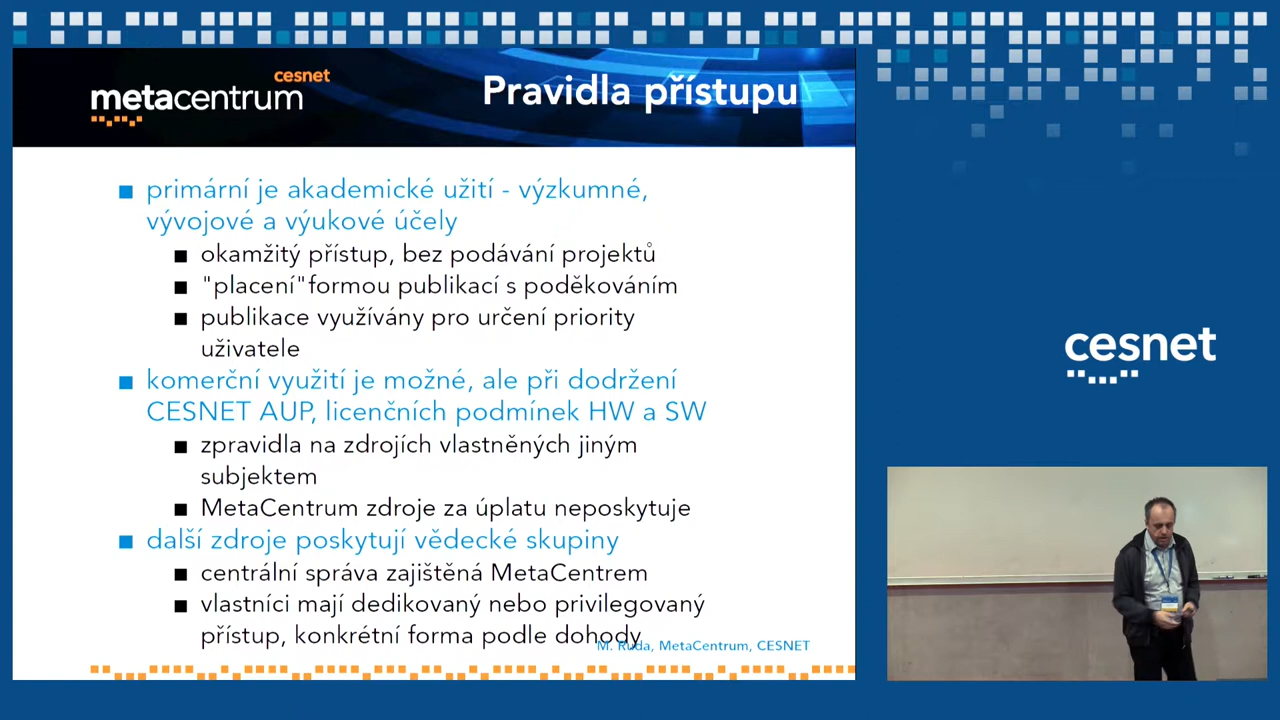 cesnet
metacentrum
Pravidla přístupu
primární je akademické užití - výzkumné,
vývojové a výukové účely
okamžitý přístup, bez podávání projektů
"placení"formou publikací s poděkováním
publikace využívány pro určení priority
uživatele
komerční využití je možné, ale při dodržení
CESNET AUP, licenčních podmínek HW a SW
zpravidla na zdrojích vlastněných jiným
subjektem
MetaCentrum zdroje za úplatu neposkytuje
další zdroje poskytují vědecké skupiny
centrální správa zajištěná MetaCentrem
vlastníci mají dedikovaný nebo privilegovaný
přístup, konkrétní forma podle dohody
M. Ruda, MetaCentrum, CESNET
cesnet